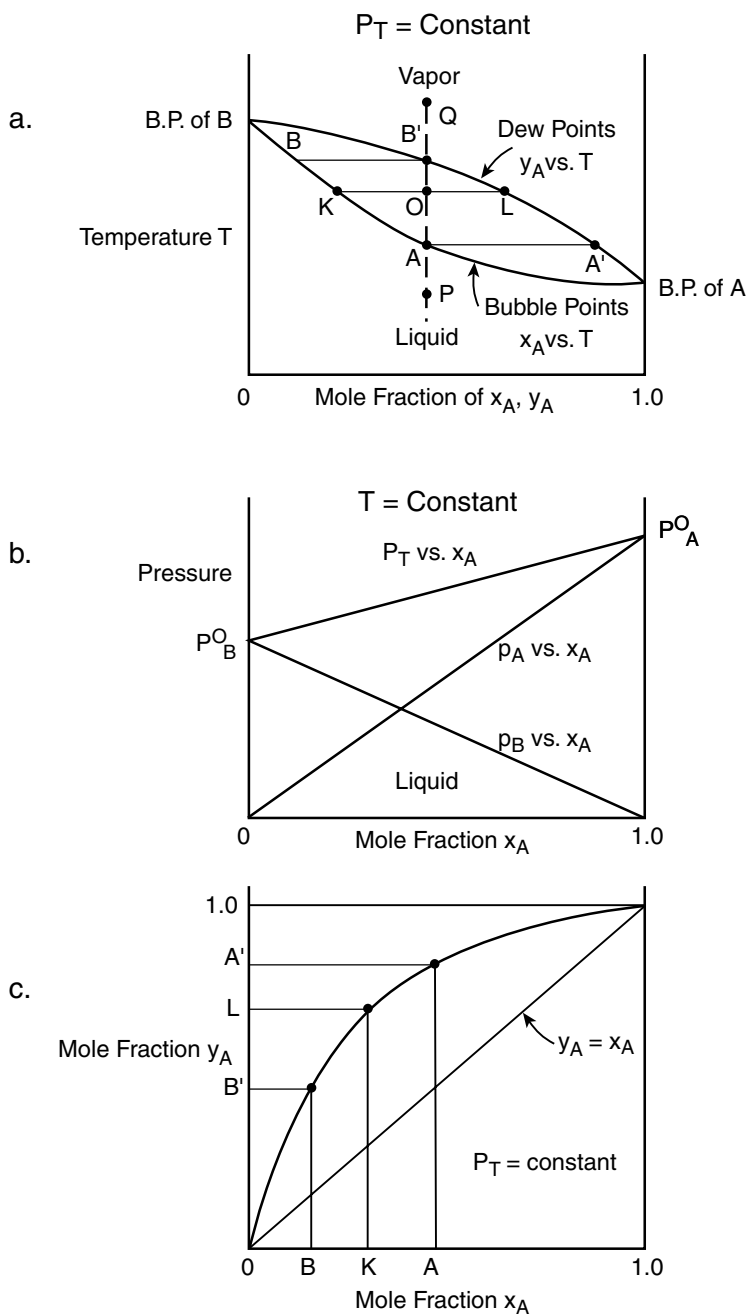 P_T = Constant
a.
Vapor
B.P. of B
Q
B'
Dew Points
B
y_A vs. T
K
O
L
Temperature T
A
A'
P
B.P. of A
Bubble Points
Liquid
x_A vs. T
0
Mole Fraction of x_A, y_A
1.0
T = Constant
b.
P^O_A
P_T vs. x_A
Pressure
P^O_B
p_A vs. x_A
p_B vs. x_A
Liquid
0
Mole Fraction x_A
1.0
1.0
A'
c.
L
Mole Fraction y_A
y_A = x_A
B'
P_T = constant
0
B
K
A
1.0
Mole Fraction x_A